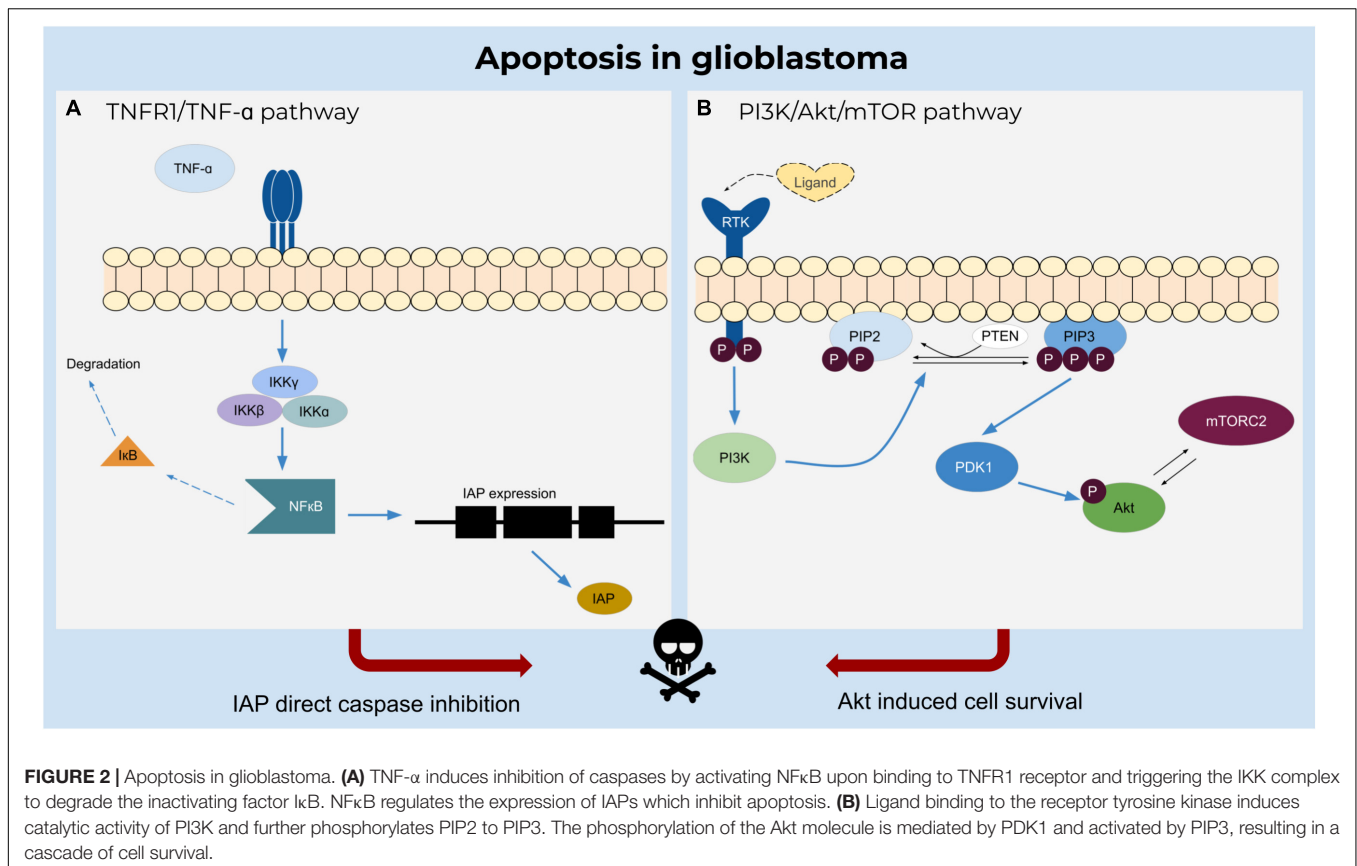 Apoptosis in glioblastoma
A TNFR1/TNF-α pathway
TNF-α
IKKγ
IKKβ
IKKα
Degradation
IκB
NFκB
IAP expression
IAP
IAP direct caspase inhibition
B PI3K/Akt/mTOR pathway
Ligand
RTK
P P
PIP2
P P
PTEN
PIP3
P P P
PI3K
PDK1
mTORC2
P
Akt
Akt induced cell survival
FIGURE 2 | Apoptosis in glioblastoma. (A) TNF-α induces inhibition of caspases by activating NFκB upon binding to TNFR1 receptor and triggering the IKK complex
to degrade the inactivating factor IκB. NFκB regulates the expression of IAPs which inhibit apoptosis. (B) Ligand binding to the receptor tyrosine kinase induces
catalytic activity of PI3K and further phosphorylates PIP2 to PIP3. The phosphorylation of the Akt molecule is mediated by PDK1 and activated by PIP3, resulting in a
cascade of cell survival.